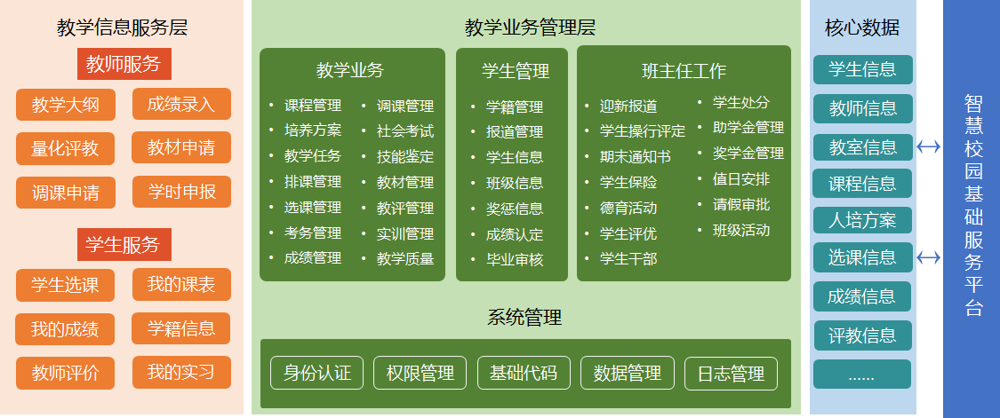 教学信息服务层
教师服务
教学大纲
成绩录入
量化评教
教材申请
调课申请
学时申报
学生服务
学生选课
我的课表
我的成绩
学籍信息
教师评价
我的实习
教学业务管理层
教学业务
• 课程管理
• 培养方案
• 教学任务
• 排课管理
• 选课管理
• 考务管理
• 成绩管理
• 调课管理
• 社会考试
• 技能鉴定
• 教材管理
• 教评管理
• 实训管理
• 教学质量
学生管理
• 学籍管理
• 报道管理
• 学生信息
• 班级信息
• 奖惩信息
• 成绩认定
• 毕业审核
班主任工作
• 迎新报道
• 学生操行评定
• 期末通知书
• 学生保险
• 德育活动
• 学生评优
• 学生干部
• 学生处分
• 助学金管理
• 奖学金管理
• 值日安排
• 请假审批
• 班级活动
系统管理
身份认证
权限管理
基础代码
数据管理
日志管理
核心数据
学生信息
教师信息
教室信息
课程信息
人培方案
选课信息
成绩信息
评教信息
......
智慧校园基础服务平台